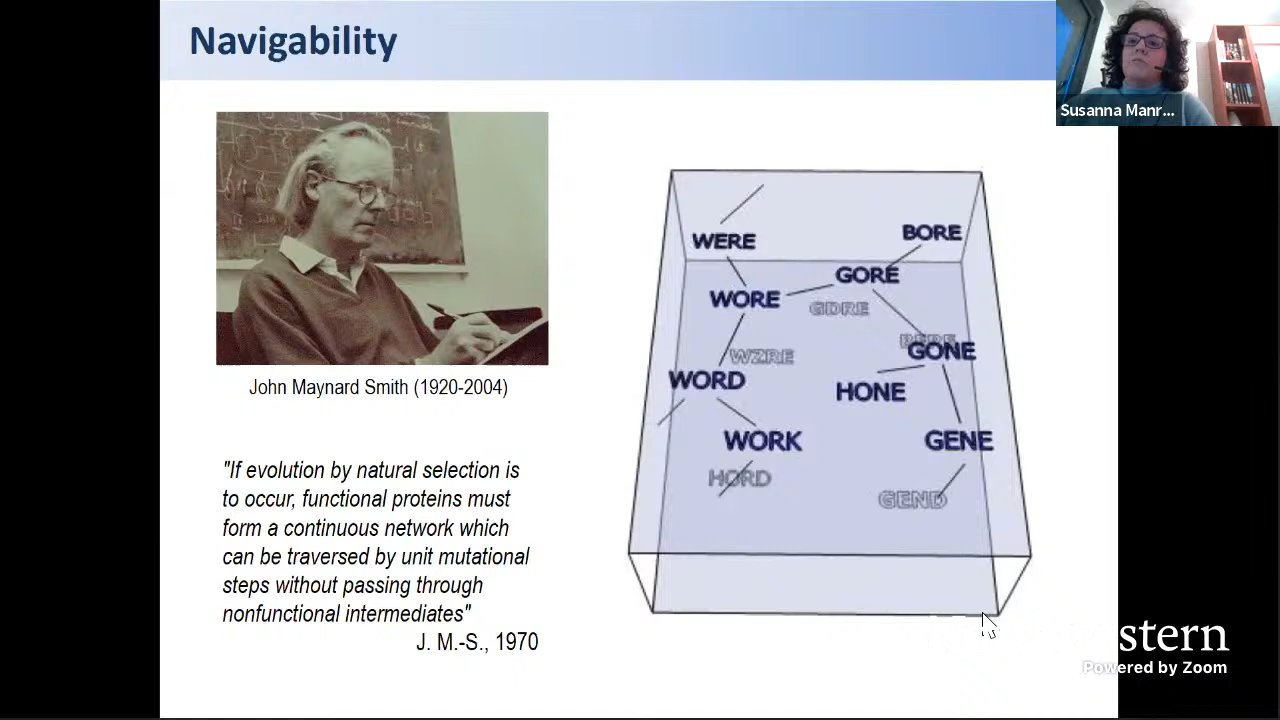 Navigability
Susanna Manr...
WERE
BORE
GORE
WORE
GDRE
WZRE
GONE
WORD
HONE
WORK
GENE
HORD
GEND
John Maynard Smith (1920-2004)
"If evolution by natural selection is
to occur, functional proteins must
form a continuous network which
can be traversed by unit mutational
steps without passing through
nonfunctional intermediates"
J. M.-S., 1970
stern
Powered by Zoom